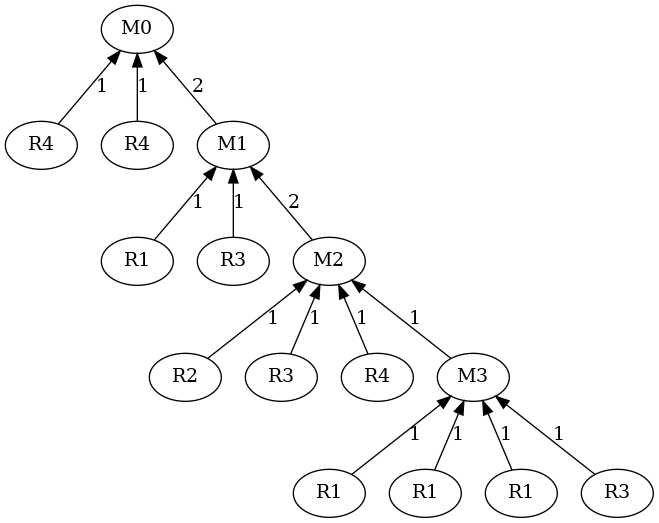 M0
1 1 2
R4 R4 M1
1 1 2
R1 R3 M2
1 1 1 1
R2 R3 R4 M3
1 1 1 1
R1 R1 R1 R3